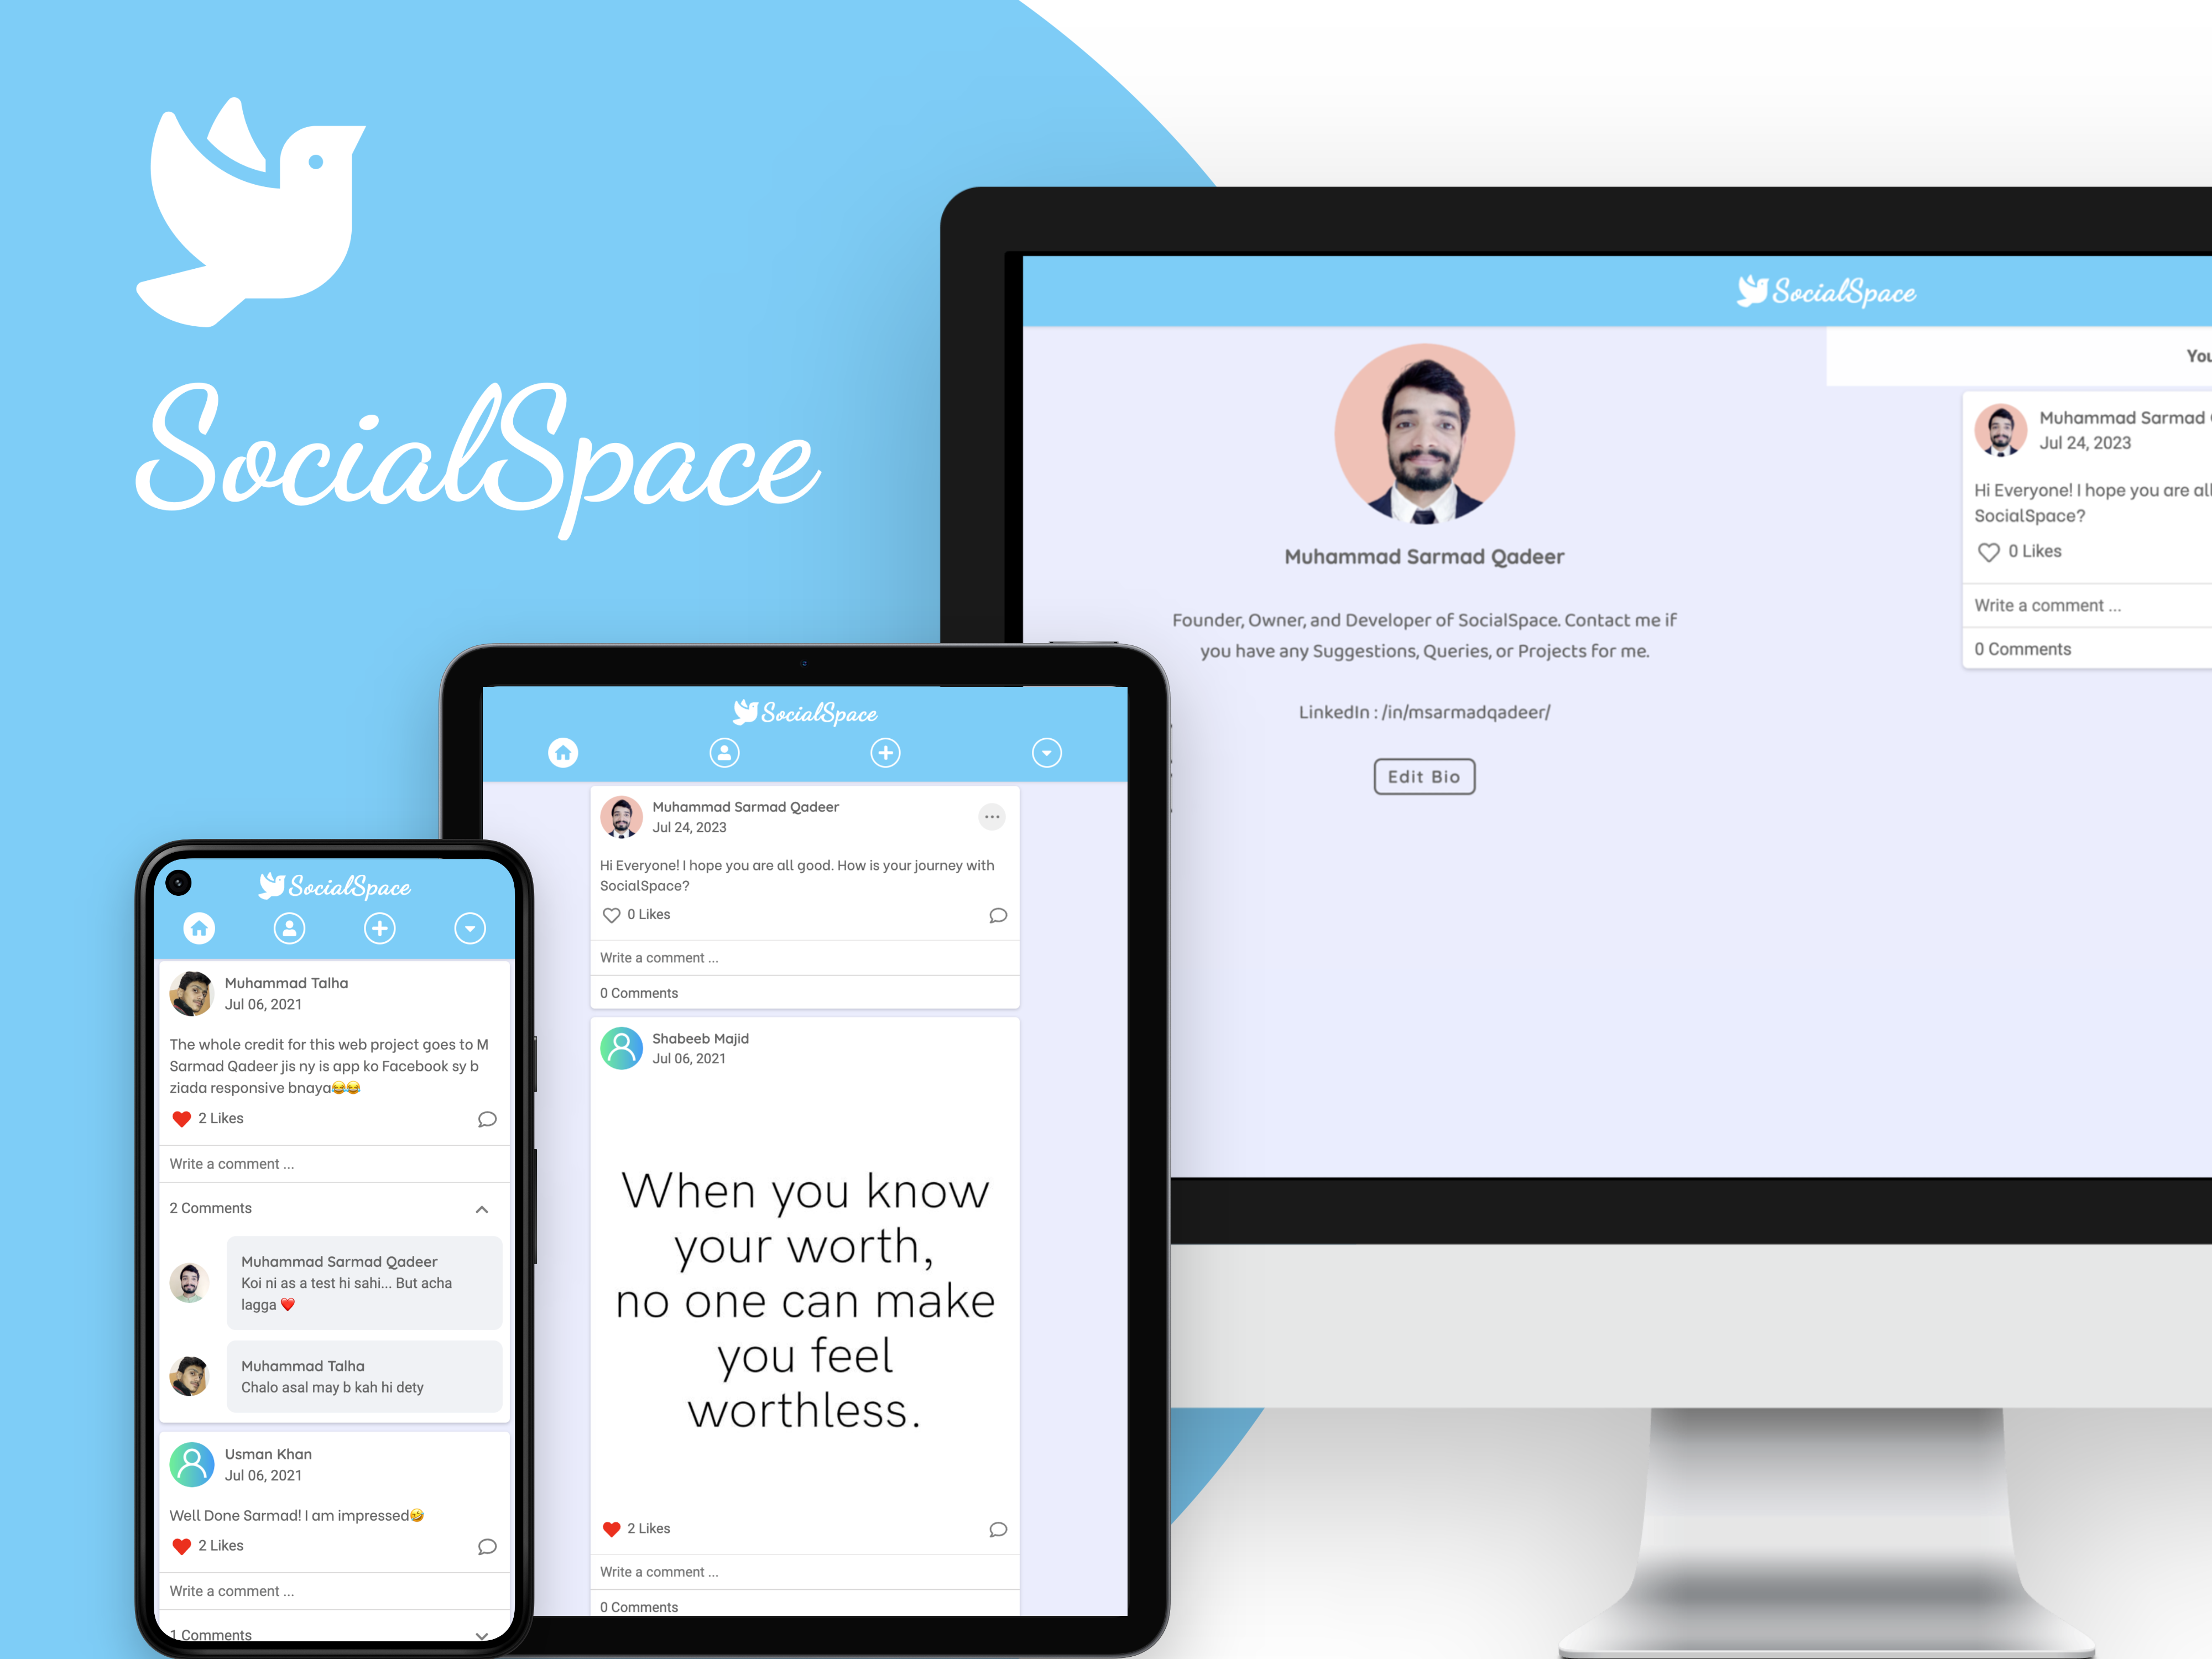 SocialSpace
SocialSpace
You
Muhammad Sarmad Qadeer
Founder, Owner, and Developer of SocialSpace. Contact me if
you have any Suggestions, Queries, or Projects for me.
LinkedIn : /in/msarmadqadeer/
Edit Bio
Muhammad Sarmad
Jul 24, 2023
Hi Everyone! I hope you are all
SocialSpace?
0 Likes
Write a comment ...
0 Comments
SocialSpace
Muhammad Sarmad Qadeer
Jul 24, 2023
Hi Everyone! I hope you are all good. How is your journey with
SocialSpace?
0 Likes
Write a comment ...
0 Comments
Shabeeb Majid
Jul 06, 2021
When you know
your worth,
no one can make
you feel
worthless.
2 Likes
Write a comment ...
0 Comments
SocialSpace
Muhammad Talha
Jul 06, 2021
The whole credit for this web project goes to M
Sarmad Qadeer jis ny is app ko Facebook sy b
ziada responsive bnaya😂😂
2 Likes
Write a comment ...
2 Comments
Muhammad Sarmad Qadeer
Koi ni as a test hi sahi... But acha
lagga ❤️
Muhammad Talha
Chalo asal may b kah hi dety
Usman Khan
Jul 06, 2021
Well Done Sarmad! I am impressed🤣
2 Likes
Write a comment ...
1 Comments